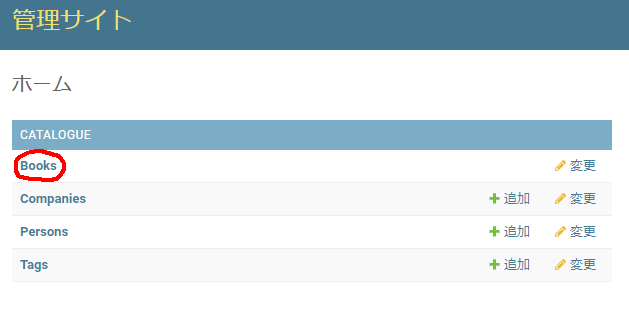 管理サイト
ホーム
CATALOGUE
Books 変更
Companies 追加 変更
Persons 追加 変更
Tags 追加 変更